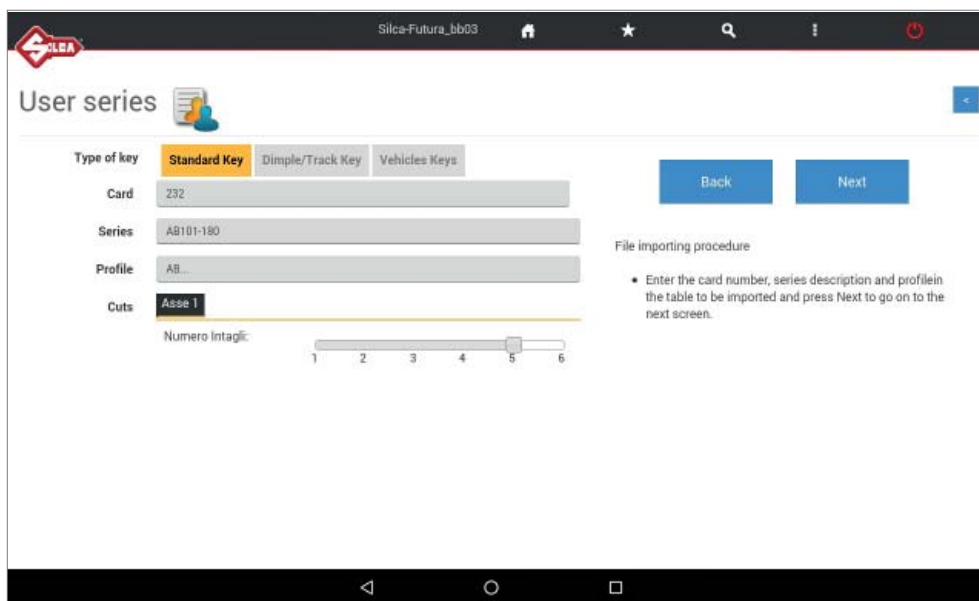 Silca-Futura_bb03
SILCA
User series
<
Type of key
Standard Key
Dimple/Track Key
Vehicles Keys
Card
232
Series
AB101-180
Profile
AB...
Cuts
Asse 1
Numero Intagli:
1 2 3 4 5 6
Back
Next
File importing procedure
• Enter the card number, series description and profilein
the table to be imported and press Next to go on to the
next screen.